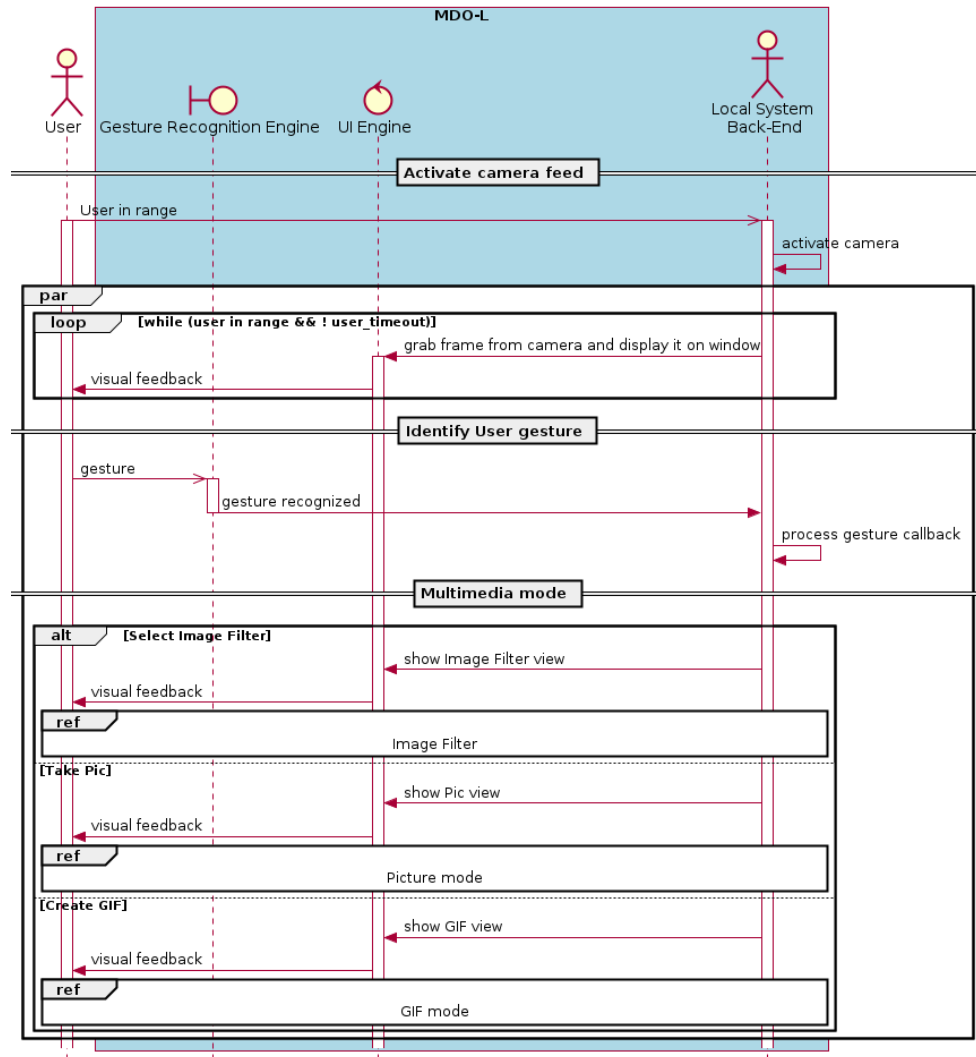 MDO-L
User
Gesture Recognition Engine
UI Engine
Local System
Back-End
Activate camera feed
User in range
activate camera
par
loop
[while (user in range && ! user_timeout)]
grab frame from camera and display it on window
visual feedback
Identify User gesture
gesture
gesture recognized
process gesture callback
Multimedia mode
alt
[Select Image Filter]
show Image Filter view
visual feedback
ref
Image Filter
[Take Pic]
show Pic view
visual feedback
ref
Picture mode
[Create GIF]
show GIF view
visual feedback
ref
GIF mode